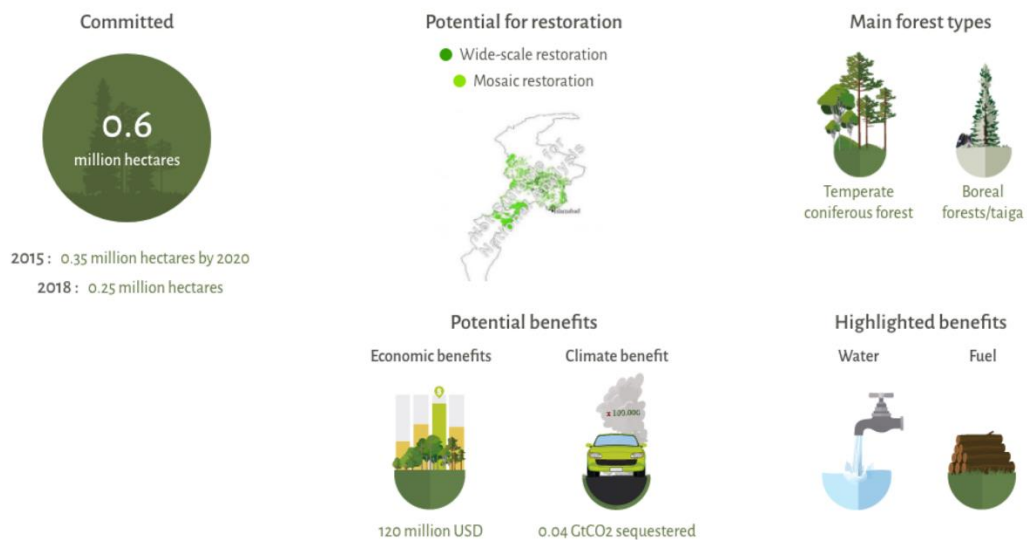 Committed
0.6
million hectares
2015 : 0.35 million hectares by 2020
2018 : 0.25 million hectares
Potential for restoration
Wide-scale restoration
Mosaic restoration
Main forest types
Temperate
coniferous forest
Boreal
forests/taiga
Potential benefits
Economic benefits
120 million USD
Climate benefit
x 100.000
0.04 GtCO2 sequestered
Highlighted benefits
Water
Fuel